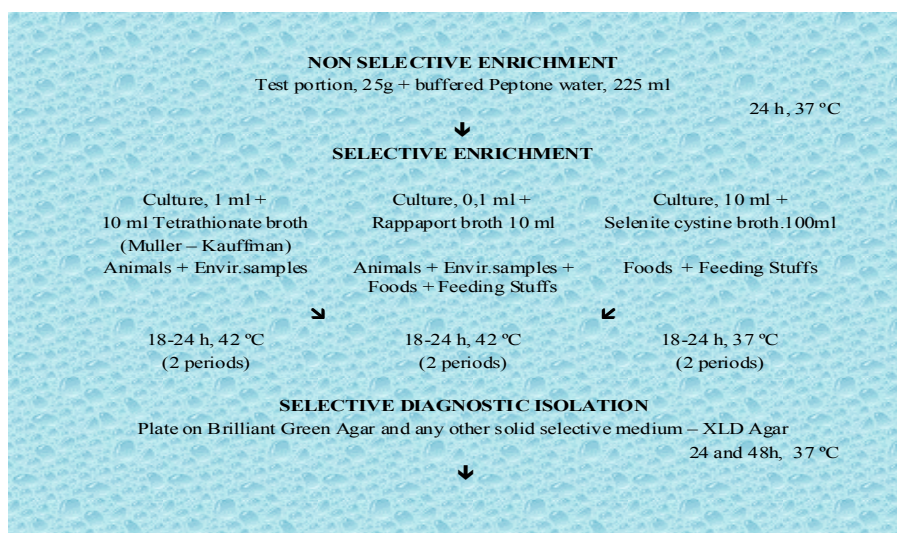 NON SELECTIVE ENRICHMENT
Test portion, 25g + buffered Peptone water, 225 ml
24 h, 37 ºC
SELECTIVE ENRICHMENT
Culture, 1 ml +
10 ml Tetrathionate broth
(Muller – Kauffman)
Animals + Envir.samples
Culture, 0,1 ml +
Rappaport broth 10 ml
Animals + Envir.samples +
Foods + Feeding Stuffs
Culture, 10 ml +
Selenite cystine broth.100ml
Foods + Feeding Stuffs
18-24 h, 42 ºC
(2 periods)
18-24 h, 42 ºC
(2 periods)
18-24 h, 37 ºC
(2 periods)
SELECTIVE DIAGNOSTIC ISOLATION
Plate on Brilliant Green Agar and any other solid selective medium – XLD Agar
24 and 48h, 37 ºC